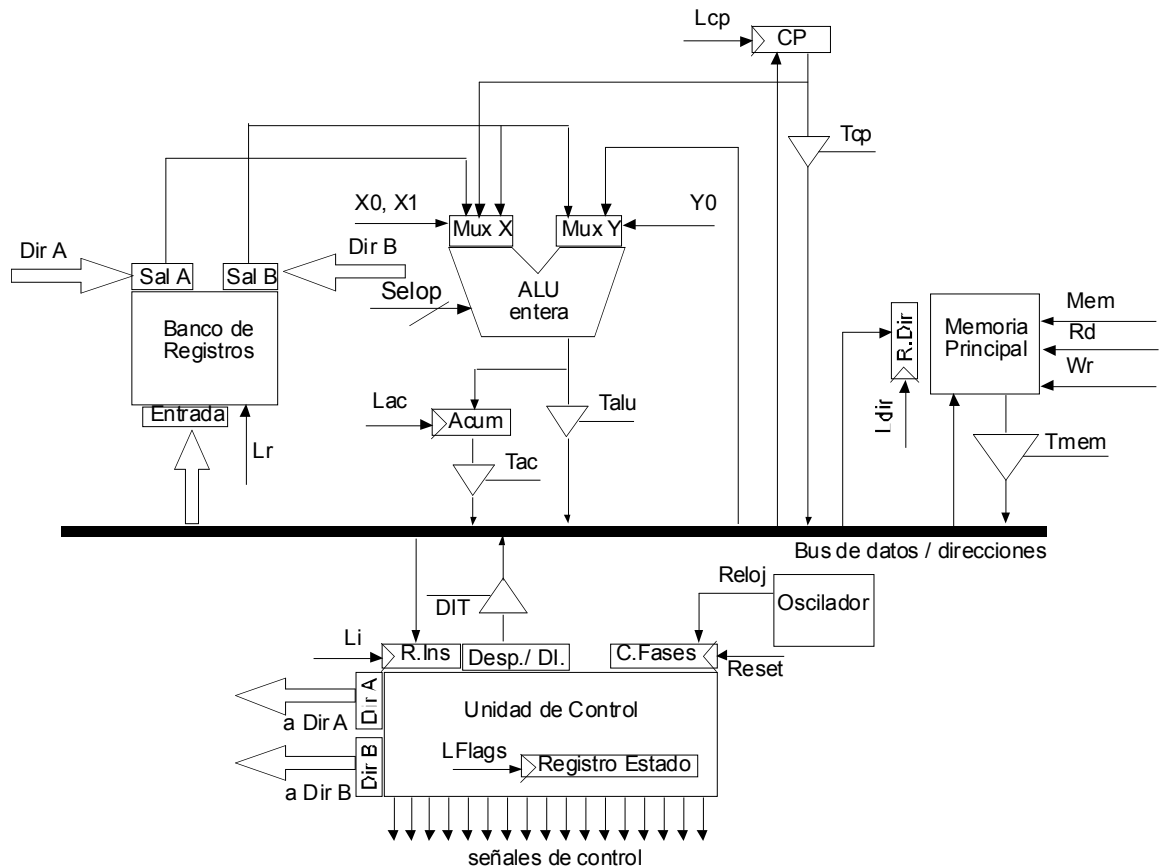 Lcp
CP
Tcp
X0, X1
Mux X
Mux Y
Y0
Dir A
Sal A
Sal B
Dir B
Selop
ALU
entera
Banco de
Registros
R.Dir
Memoria
Principal
Mem
Rd
Wr
Ldir
Entrada
Lr
Lac
Acum
Talu
Tac
Tmem
Bus de datos / direcciones
Reloj
Oscilador
DIT
Li
R.Ins
Desp./ DI.
C.Fases
Reset
Dir A
a Dir A
Unidad de Control
Dir B
a Dir B
LFlags
Registro Estado
señales de control